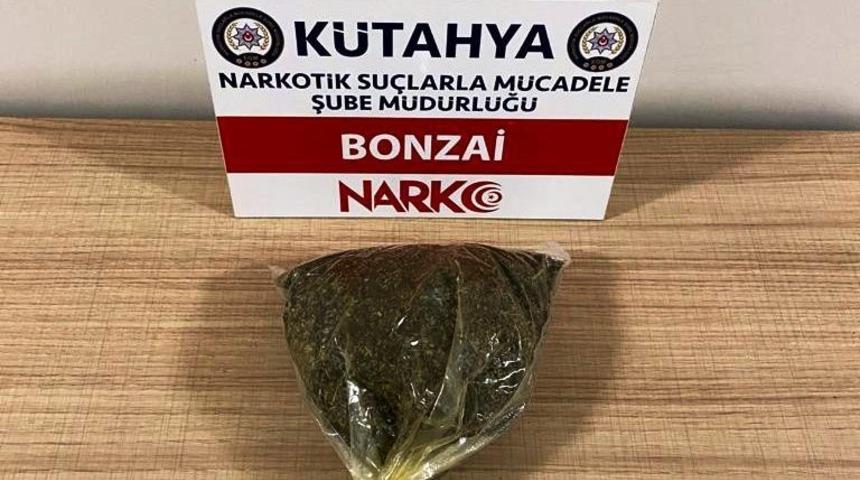 KÜTAHYA
NARKOTİK SUÇLARLA MÜCADELE
ŞUBE MÜDÜRLÜĞÜ
BONZAİ
NARKO